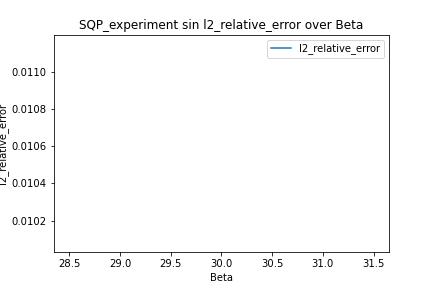 SQP_experiment sin l2_relative_error over Beta
l2_relative_error
0.0110
0.0108
0.0106
0.0104
0.0102
l2_relative_error
28.5 29.0 29.5 30.0 30.5 31.0 31.5
Beta